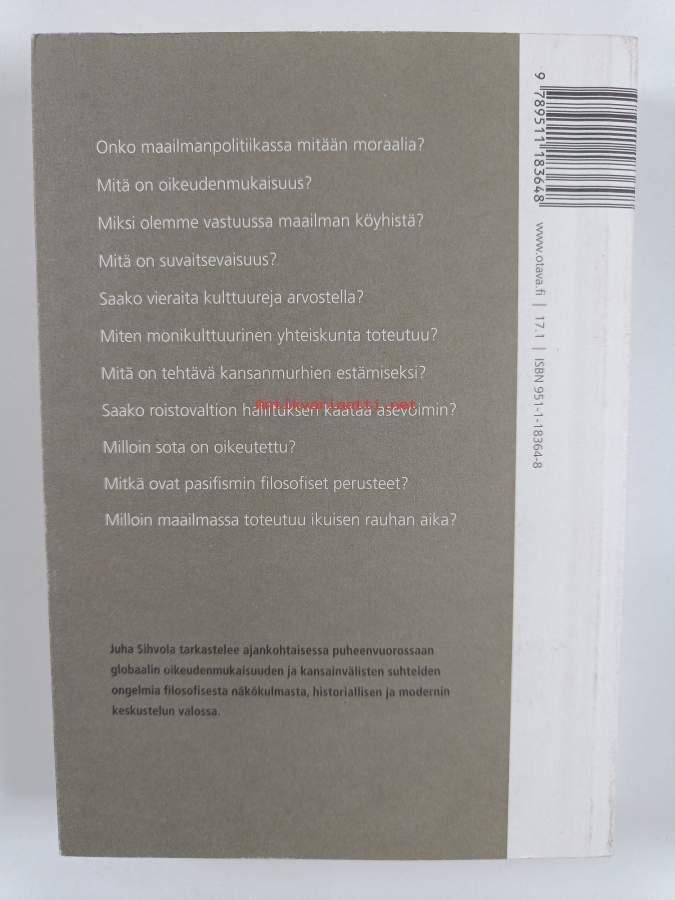 Onko maailmanpolitiikassa mitään moraalia?
Mitä on oikeudenmukaisuus?
Miksi olemme vastuussa maailman köyhistä?
Mitä on suvaitsevaisuus?
Saako vieraita kulttuureja arvostella?
Miten monikulttuurinen yhteiskunta toteutuu?
Mitä on tehtävä kansanmurhien estämiseksi?
Saako roistovaltion hallituksen kaataa asevoimin?
Milloin sota on oikeutettu?
Mitkä ovat pasifismin filosofiset perusteet?
Milloin maailmassa toteutuu ikuisen rauhan aika?
Juha Sihvola tarkastelee ajankohtaisessa puheenvuorossaan
globaalin oikeudenmukaisuuden ja kansainvälisten suhteiden
ongelmia filosofisesta näkökulmasta, historiallisen ja modernin
keskustelun valossa.
9 789511 183648
www.otava.fi | 17.1 | ISBN 951-1-18364-8
antikvariaatti.net